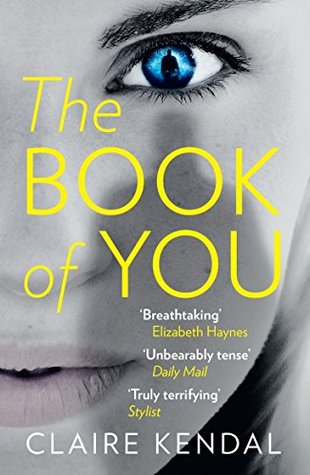 The
BOOK
of YOU
‘Breathtaking’
Elizabeth Haynes
‘Unbearably tense’
Daily Mail
‘Truly terrifying’
Stylist
CLAIRE KENDAL